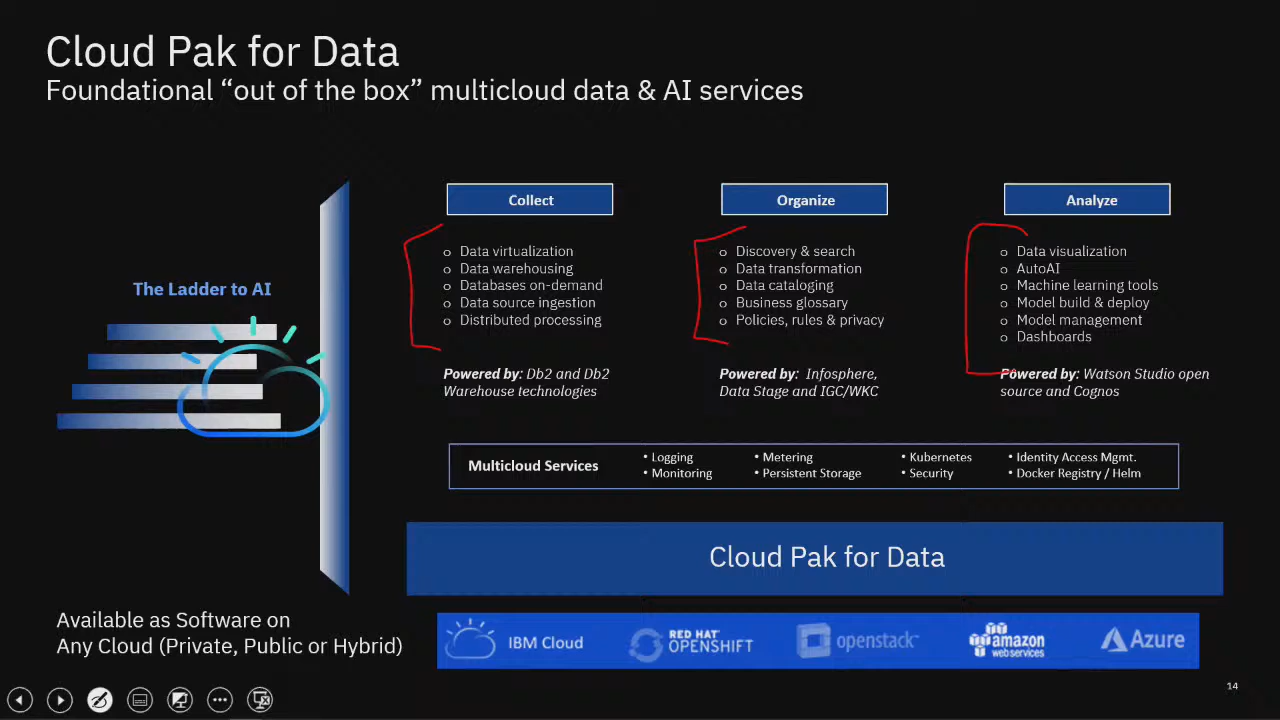 Cloud Pak for Data
Foundational “out of the box” multicloud data & AI services
The Ladder to AI
Collect
o Data virtualization
o Data warehousing
o Databases on-demand
o Data source ingestion
o Distributed processing
Powered by: Db2 and Db2
Warehouse technologies
Organize
o Discovery & search
o Data transformation
o Data cataloging
o Business glossary
o Policies, rules & privacy
Powered by: Infosphere,
Data Stage and IGC/WKC
Analyze
o Data visualization
o AutoAI
o Machine learning tools
o Model build & deploy
o Model management
o Dashboards
Powered by: Watson Studio open
source and Cognos
Multicloud Services
• Logging
• Monitoring
• Metering
• Persistent Storage
• Kubernetes
• Security
• Identity Access Mgmt.
• Docker Registry / Helm
Cloud Pak for Data
Available as Software on
Any Cloud (Private, Public or Hybrid)
IBM Cloud
RED HAT®
OPENSHIFT
openstack™
amazon
web services
Azure
14